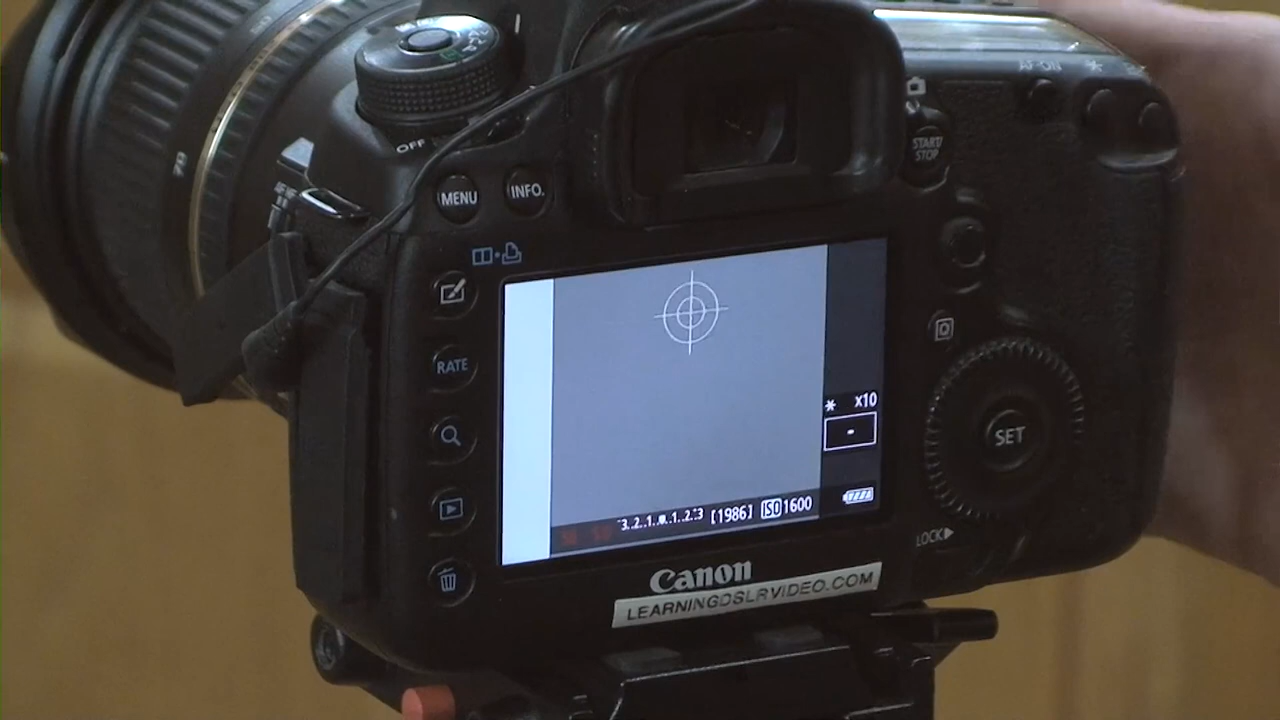 OFF
MENU
INFO.
AF-ON
START/
STOP
RATE
Q
SET
LOCK
x10
3..2..1..0..1..2..3 [1986] ISO 1600
Canon
LEARNINGDSLRVIDEO.COM
70